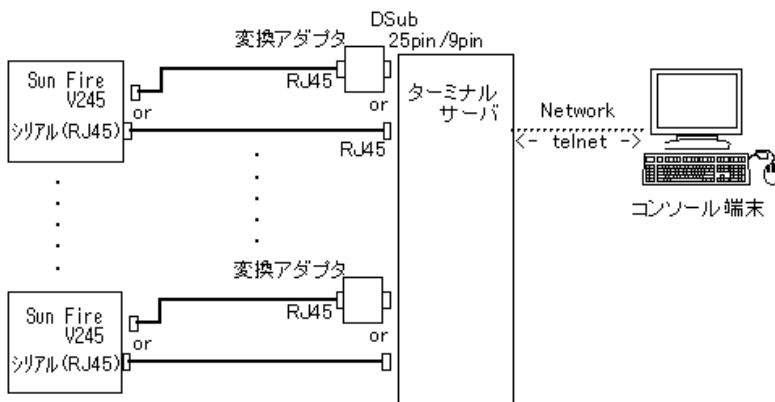 DSub
変換アダプタ 25pin/9pin
Sun Fire
V245
or
シリアル(RJ45)
RJ45
or
RJ45
ターミナル
サーバ
Network
<- telnet ->
コンソール端末
変換アダプタ
Sun Fire
V245
or
シリアル(RJ45)
RJ45
or